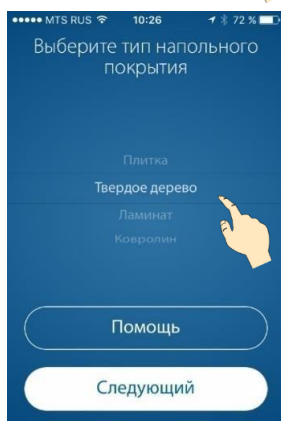 MTS RUS 10:26 72 %
Выберите тип напольного
покрытия
Плитка
Твердое дерево
Ламинат
Ковролин
Помощь
Следующий